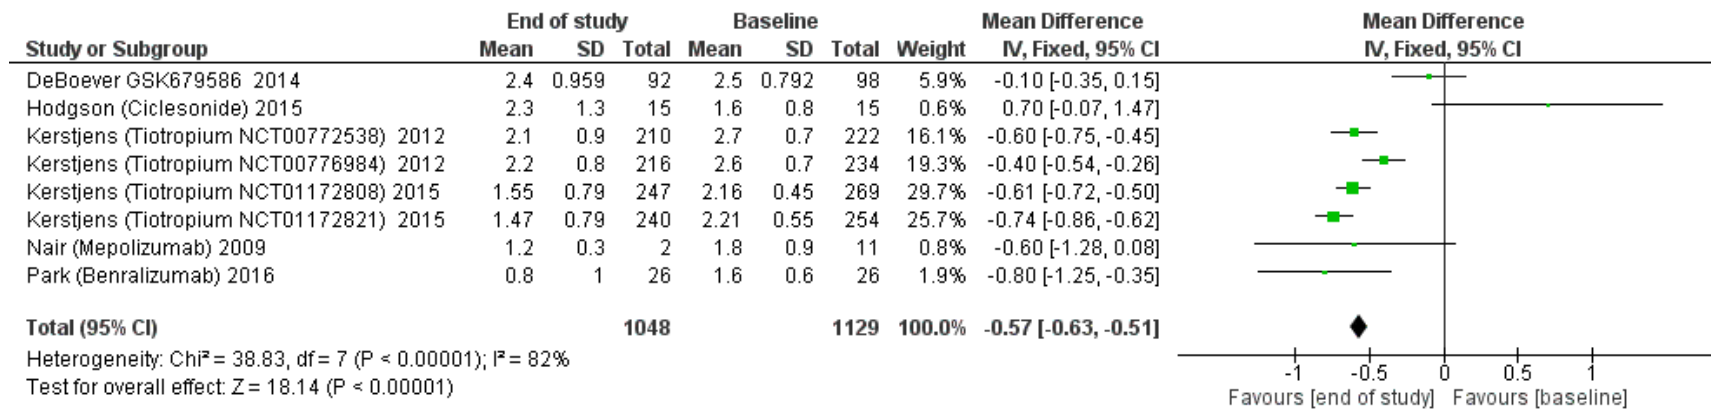 End of study Baseline Mean Difference Mean Difference
Study or Subgroup Mean SD Total Mean SD Total Weight IV, Fixed, 95% CI IV, Fixed, 95% CI
DeBoever GSK679586 2014 2.4 0.959 92 2.5 0.792 98 5.9% -0.10 [-0.35, 0.15]
Hodgson (Ciclesonide) 2015 2.3 1.3 15 1.6 0.8 15 0.6% 0.70 [-0.07, 1.47]
Kerstjens (Tiotropium NCT00772538) 2012 2.1 0.9 210 2.7 0.7 222 16.1% -0.60 [-0.75, -0.45]
Kerstjens (Tiotropium NCT00776984) 2012 2.2 0.8 216 2.6 0.7 234 19.3% -0.40 [-0.54, -0.26]
Kerstjens (Tiotropium NCT01172808) 2015 1.55 0.79 247 2.16 0.45 269 29.7% -0.61 [-0.72, -0.50]
Kerstjens (Tiotropium NCT01172821) 2015 1.47 0.79 240 2.21 0.55 254 25.7% -0.74 [-0.86, -0.62]
Nair (Mepolizumab) 2009 1.2 0.3 2 1.8 0.9 11 0.8% -0.60 [-1.28, 0.08]
Park (Benralizumab) 2016 0.8 1 26 1.6 0.6 26 1.9% -0.80 [-1.25, -0.35]
Total (95% CI) 1048 1129 100.0% -0.57 [-0.63, -0.51]
Heterogeneity: Chi² = 38.83, df = 7 (P < 0.00001); I² = 82%
Test for overall effect: Z = 18.14 (P < 0.00001)
-1 -0.5 0 0.5 1
Favours [end of study] Favours [baseline]